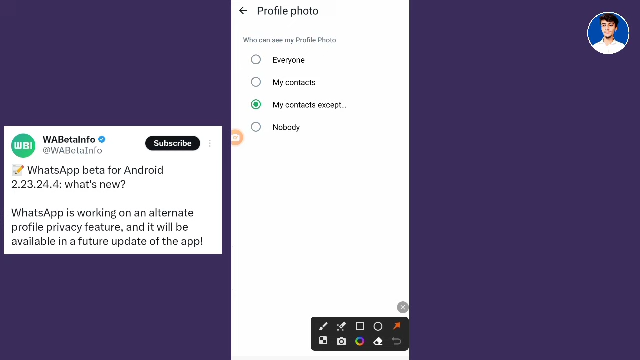 Profile photo
Who can see my Profile Photo
Everyone
My contacts
My contacts except...
Nobody
WBI
WABetaInfo
@WABetaInfo
Subscribe
📝 WhatsApp beta for Android
2.23.24.4: what's new?
WhatsApp is working on an alternate
profile privacy feature, and it will be
available in a future update of the app!